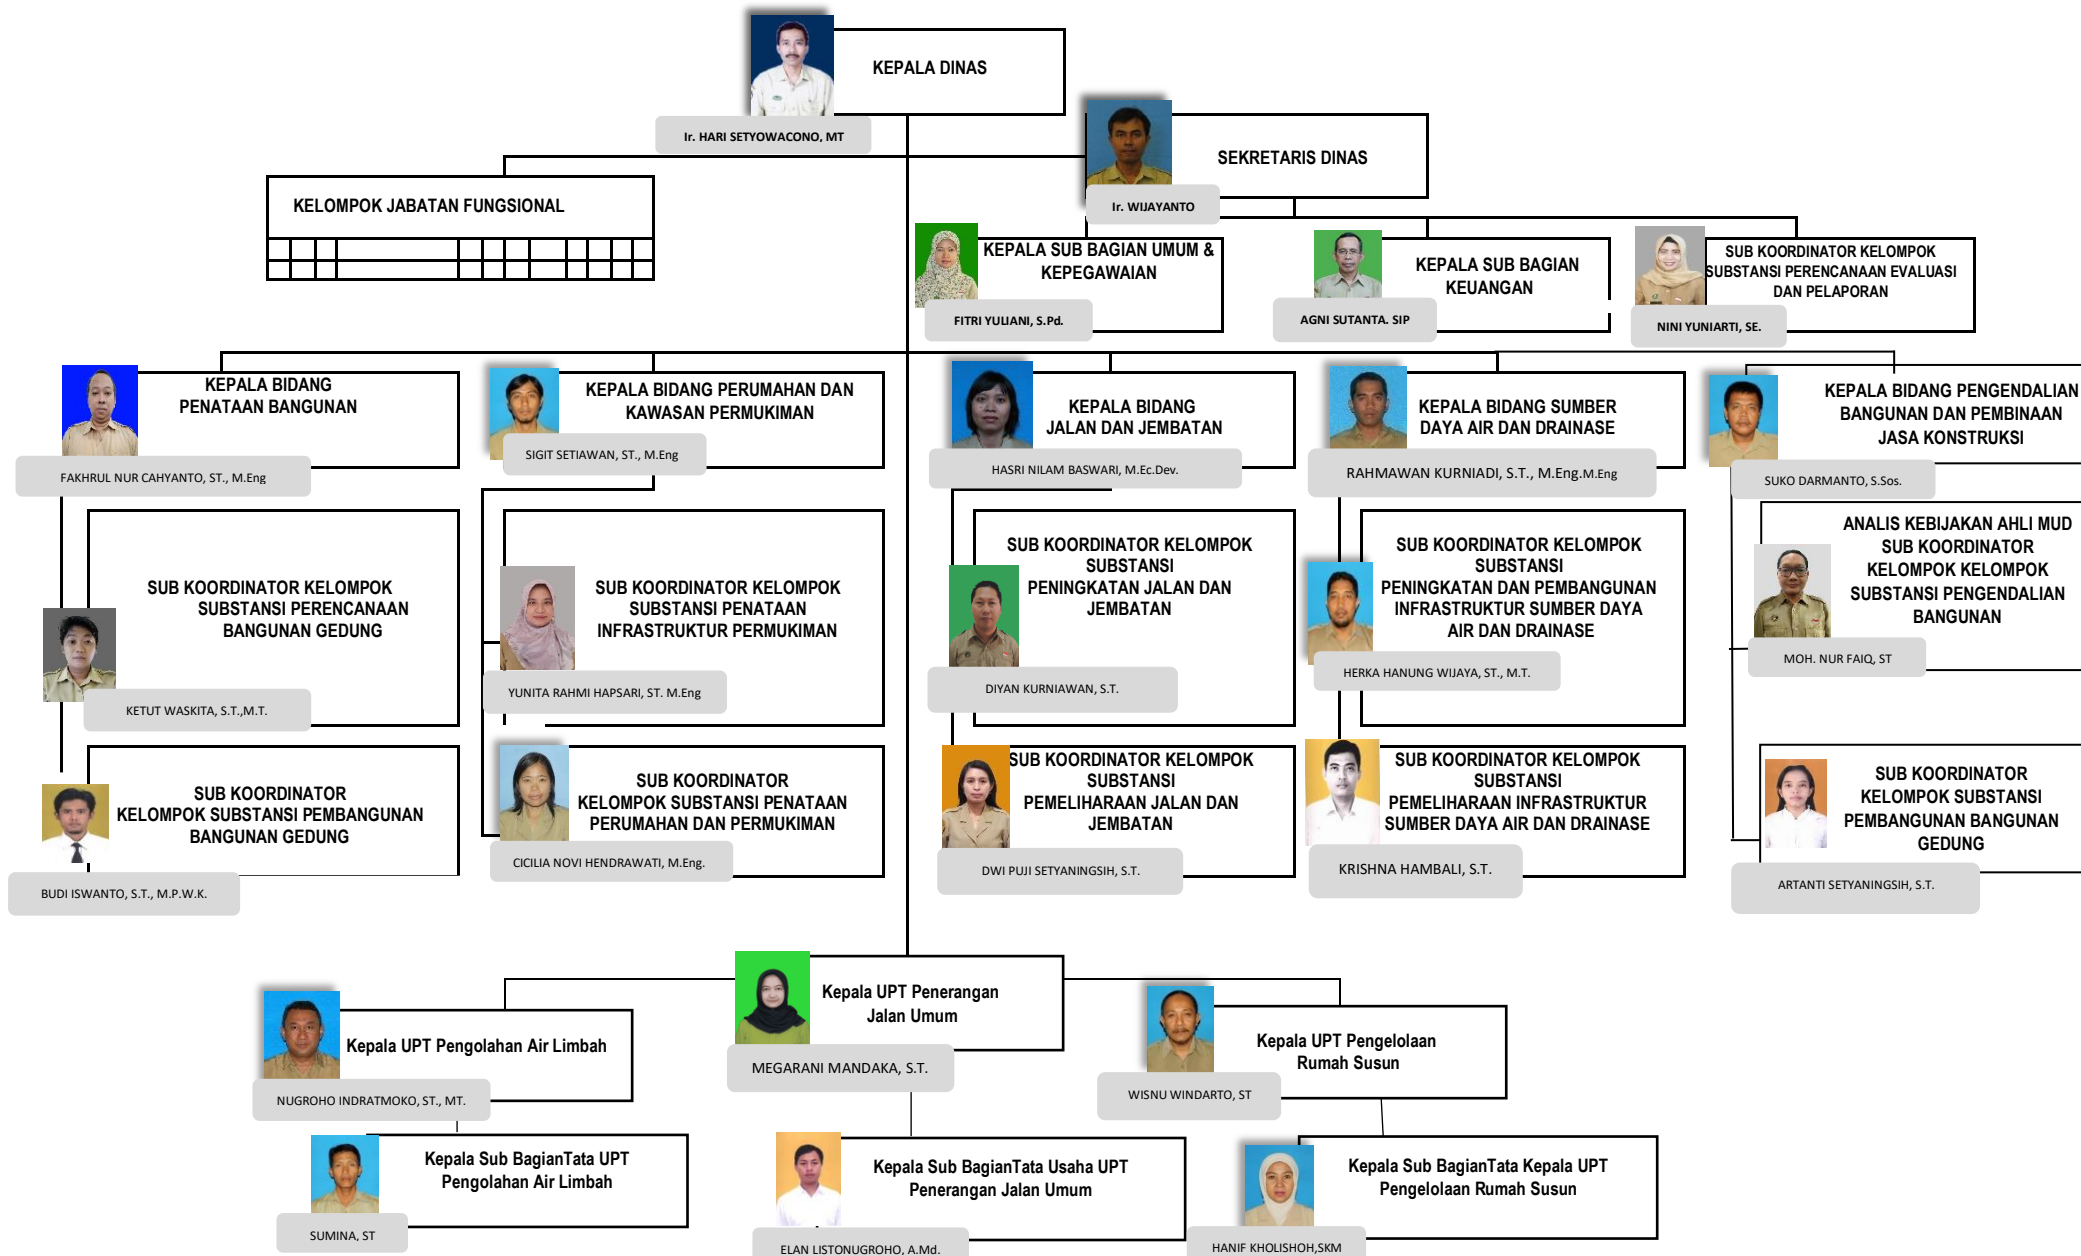 KEPALA DINAS
Ir. HARI SETYOWACONO, MT
SEKRETARIS DINAS
Ir. WIJAYANTO
KELOMPOK JABATAN FUNGSIONAL
KEPALA SUB BAGIAN UMUM &
KEPEGAWAIAN
FITRI YULIANI, S.Pd.
KEPALA SUB BAGIAN
KEUANGAN
AGNI SUTANTA. SIP
SUB KOORDINATOR KELOMPOK
SUBSTANSI PERENCANAAN EVALUASI
DAN PELAPORAN
NINI YUNIARTI, SE.
KEPALA BIDANG
PENATAAN BANGUNAN
FAKHRUL NUR CAHYANTO, ST., M.Eng
KEPALA BIDANG PERUMAHAN DAN
KAWASAN PERMUKIMAN
SIGIT SETIAWAN, ST., M.Eng
KEPALA BIDANG
JALAN DAN JEMBATAN
HASRI NILAM BASWARI, M.Ec.Dev.
KEPALA BIDANG SUMBER
DAYA AIR DAN DRAINASE
RAHMAWAN KURNIADI, S.T., M.Eng.M.Eng
KEPALA BIDANG PENGENDALIAN
BANGUNAN DAN PEMBINAAN
JASA KONSTRUKSI
SUKO DARMANTO, S.Sos.
SUB KOORDINATOR KELOMPOK
SUBSTANSI PERENCANAAN
BANGUNAN GEDUNG
KETUT WASKITA, S.T.,M.T.
SUB KOORDINATOR KELOMPOK
SUBSTANSI PENATAAN
INFRASTRUKTUR PERMUKIMAN
YUNITA RAHMI HAPSARI, ST. M.Eng
SUB KOORDINATOR KELOMPOK
SUBSTANSI
PENINGKATAN JALAN DAN
JEMBATAN
DIYAN KURNIAWAN, S.T.
SUB KOORDINATOR KELOMPOK
SUBSTANSI
PENINGKATAN DAN PEMBANGUNAN
INFRASTRUKTUR SUMBER DAYA
AIR DAN DRAINASE
HERKA HANUNG WIJAYA, ST., M.T.
ANALIS KEBIJAKAN AHLI MUD
SUB KOORDINATOR
KELOMPOK KELOMPOK
SUBSTANSI PENGENDALIAN
BANGUNAN
MOH. NUR FAIQ, ST
SUB KOORDINATOR
KELOMPOK SUBSTANSI PEMBANGUNAN
BANGUNAN GEDUNG
BUDI ISWANTO, S.T., M.P.W.K.
SUB KOORDINATOR
KELOMPOK SUBSTANSI PENATAAN
PERUMAHAN DAN PERMUKIMAN
CICILIA NOVI HENDRAWATI, M.Eng.
SUB KOORDINATOR KELOMPOK
SUBSTANSI
PEMELIHARAAN JALAN DAN
JEMBATAN
DWI PUJI SETYANINGSIH, S.T.
SUB KOORDINATOR KELOMPOK
SUBSTANSI
PEMELIHARAAN INFRASTRUKTUR
SUMBER DAYA AIR DAN DRAINASE
KRISHNA HAMBALI, S.T.
SUB KOORDINATOR
KELOMPOK SUBSTANSI
PEMBANGUNAN BANGUNAN
GEDUNG
ARTANTI SETYANINGSIH, S.T.
Kepala UPT Pengolahan Air Limbah
NUGROHO INDRATMOKO, ST., MT.
Kepala UPT Penerangan
Jalan Umum
MEGARANI MANDAKA, S.T.
Kepala UPT Pengelolaan
Rumah Susun
WISNU WINDARTO, ST
Kepala Sub BagianTata UPT
Pengolahan Air Limbah
SUMINA, ST
Kepala Sub BagianTata Usaha UPT
Penerangan Jalan Umum
ELAN LISTONUGROHO, A.Md.
Kepala Sub BagianTata Kepala UPT
Pengelolaan Rumah Susun
HANIF KHOLISHOH,SKM